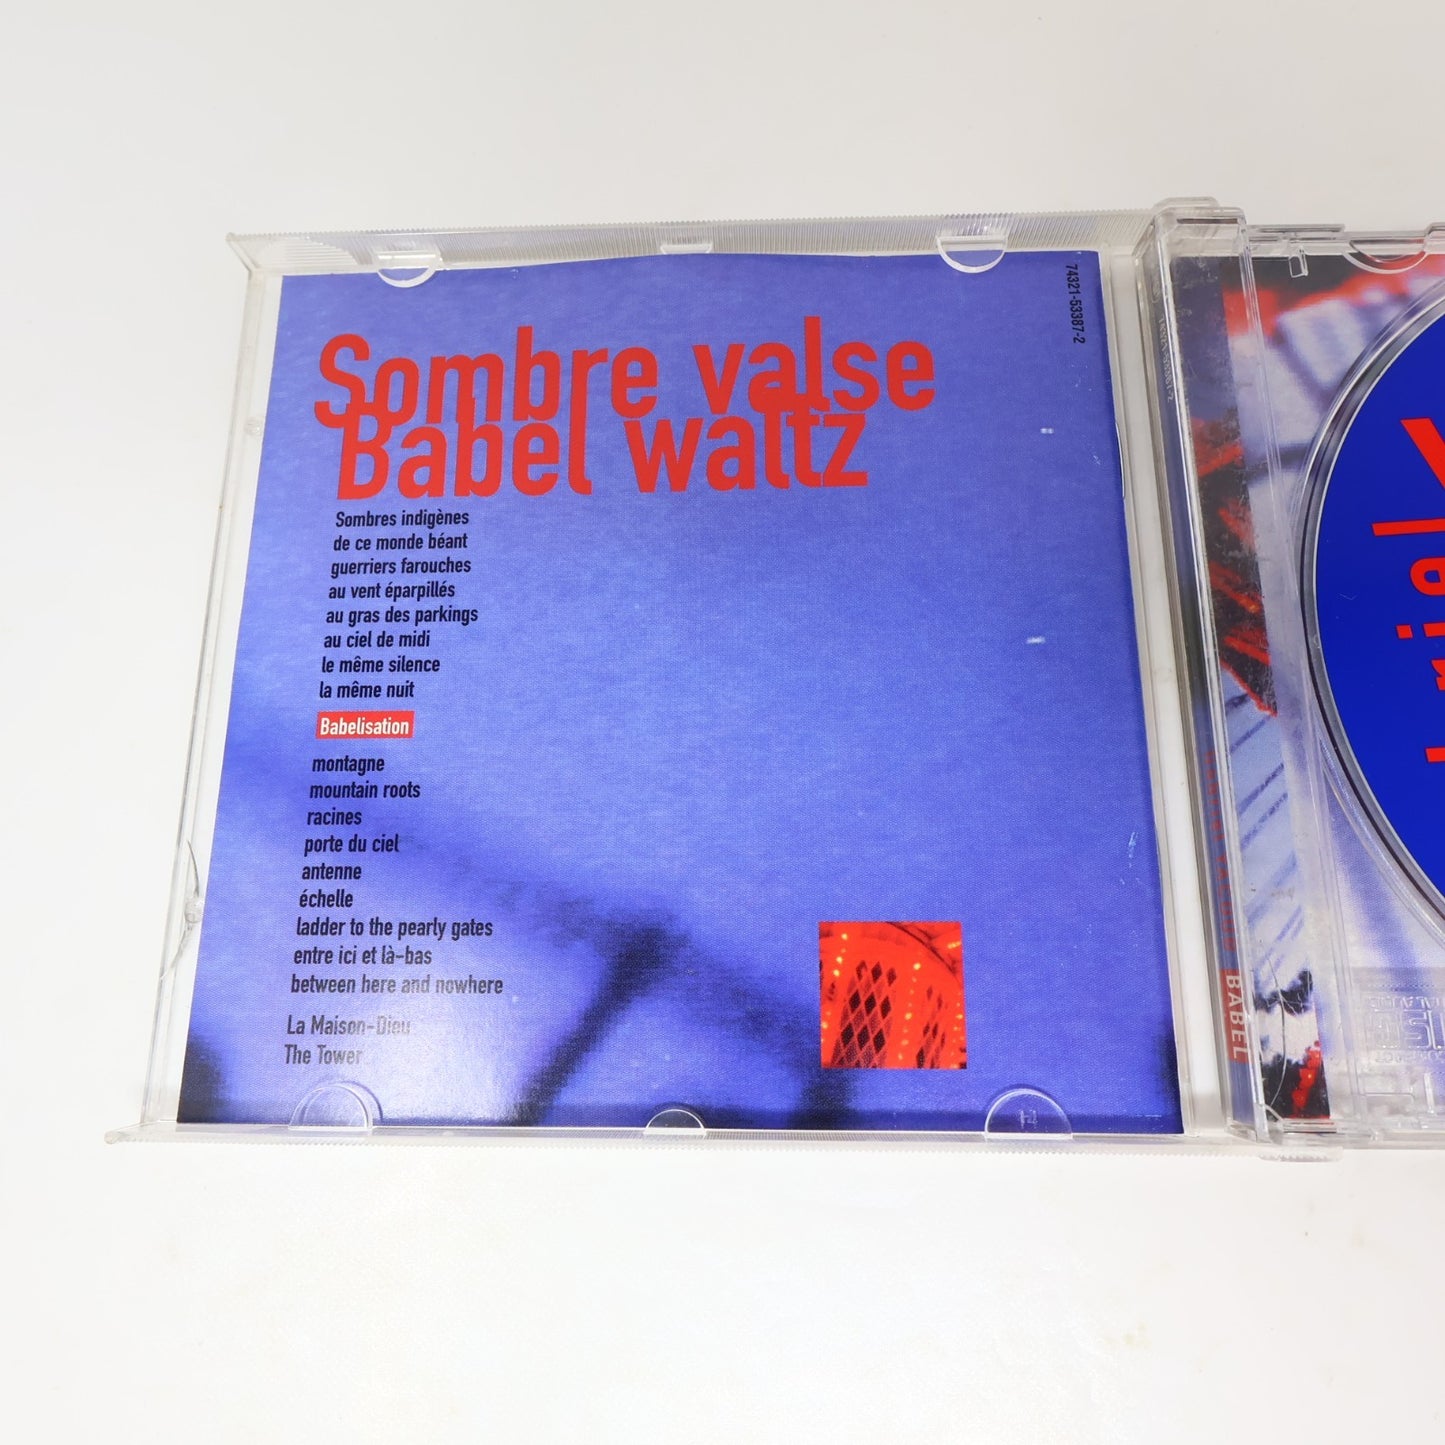 74321-53387-2
Sombre valse
Babel waltz
Sombres indigènes
de ce monde béant
guerriers farouches
au vent éparpillés
au gras des parkings
au ciel de midi
le même silence
la même nuit
Babelisation
montagne
mountain roots
racines
porte du ciel
antenne
échelle
ladder to the pearly gates
entre ici et là-bas
between here and nowhere
La Maison-Dieu
The Tower
BABEL